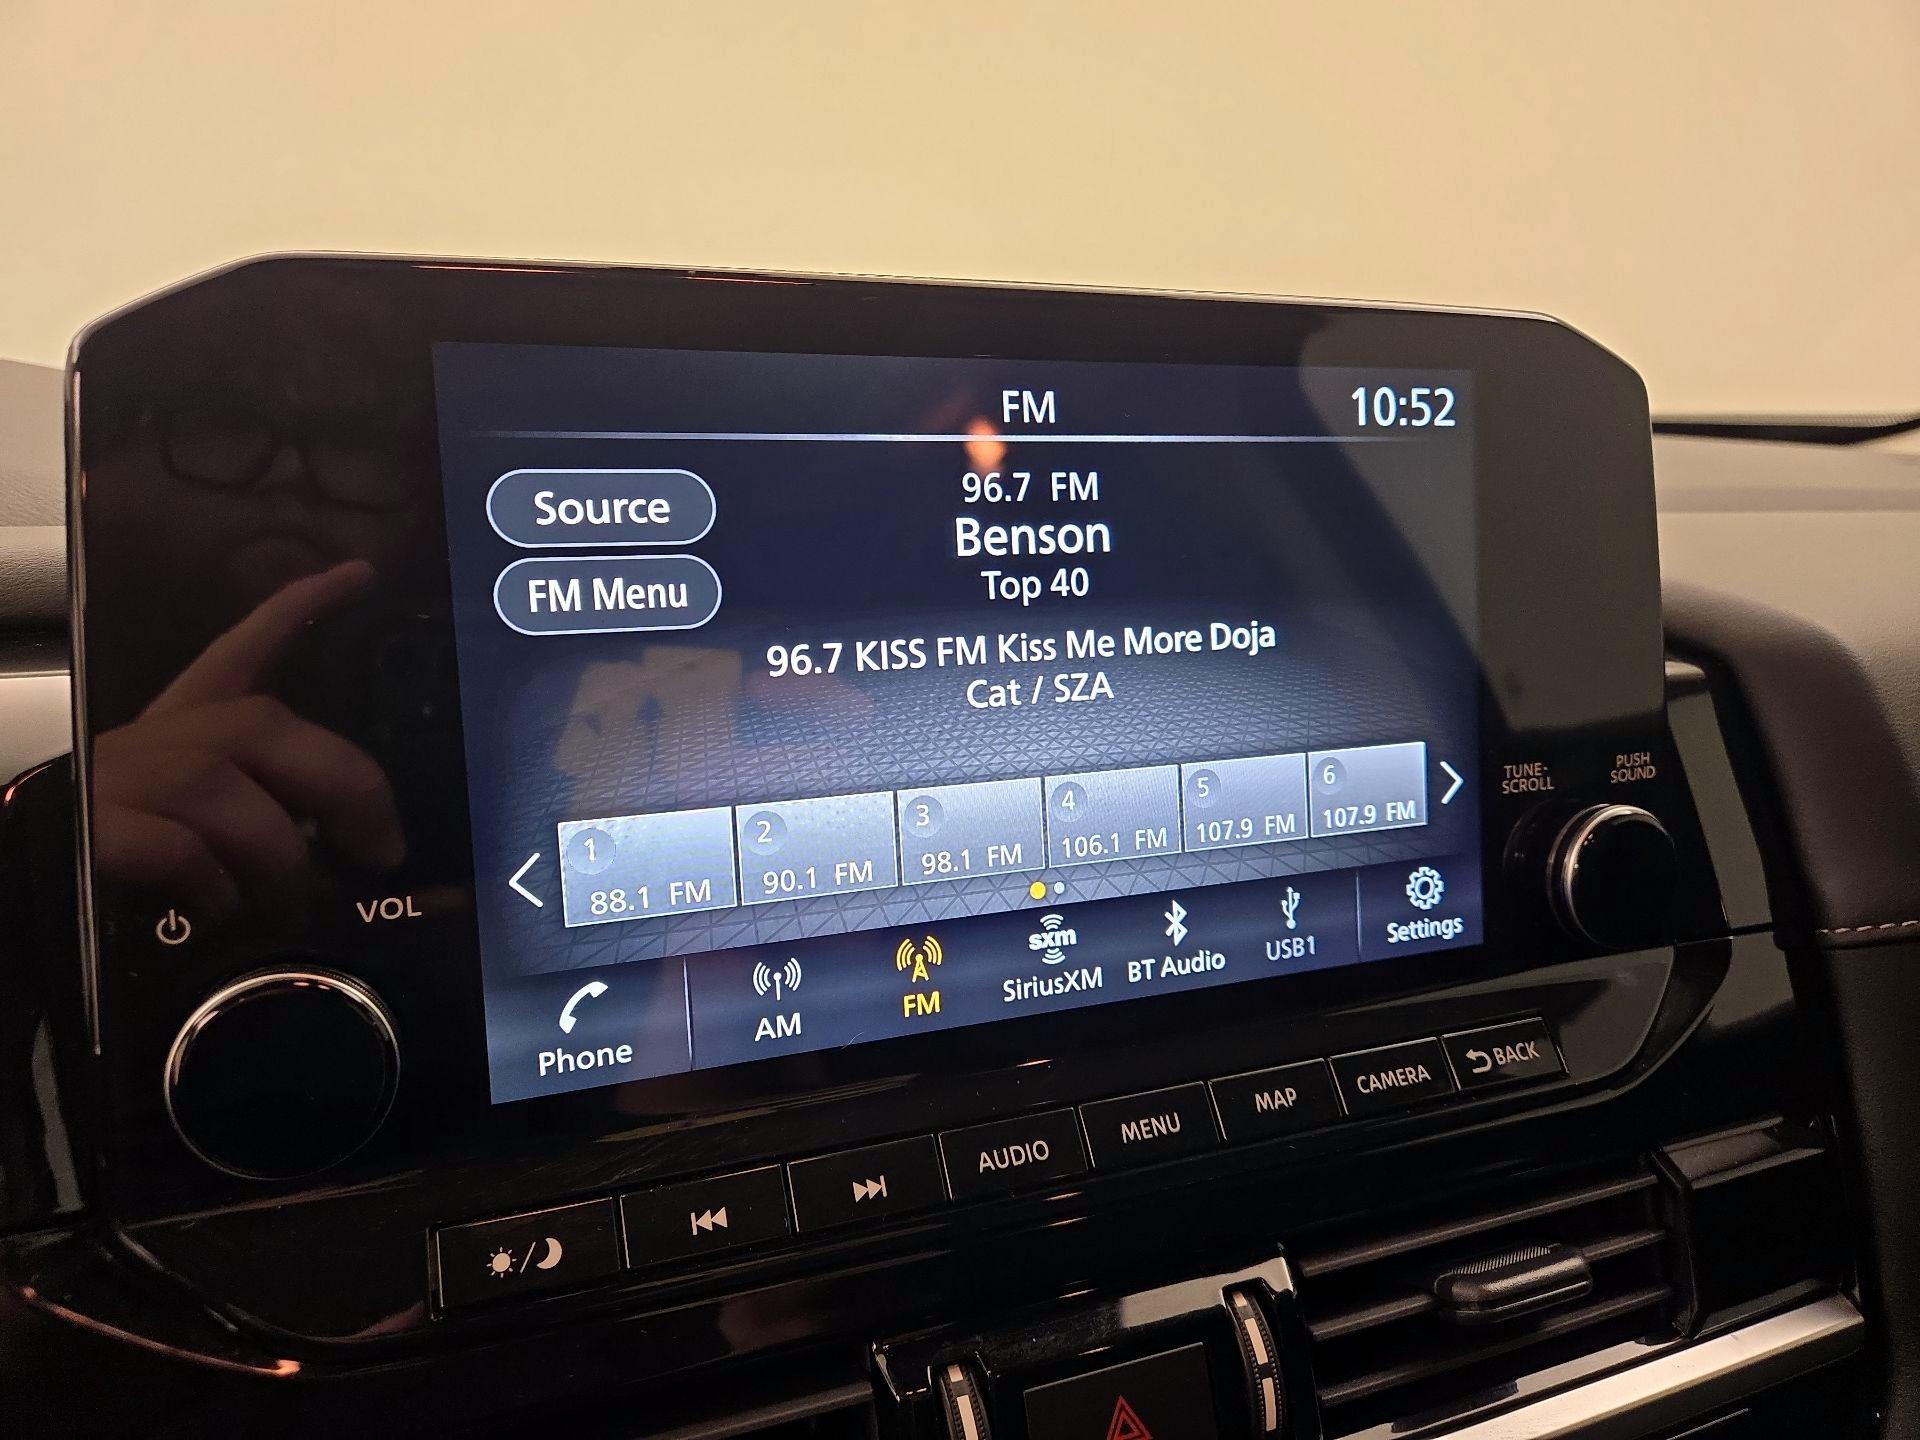 FM
10:52
Source
96.7 FM
Benson
FM Menu
Top 40
96.7 KISS FM Kiss Me More Doja
Cat / SZA
1
88.1 FM
2
90.1 FM
3
98.1 FM
4
106.1 FM
5
107.9 FM
6
107.9 FM
Phone
AM
FM
sxm
SiriusXM
BT Audio
USB1
Settings
VOL
TUNE-
SCROLL
PUSH
SOUND
AUDIO
MENU
MAP
CAMERA
BACK